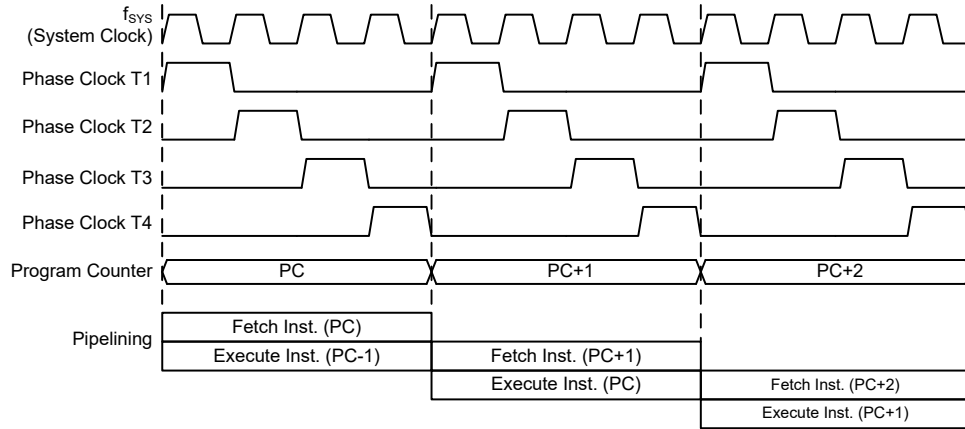 fSYS
(System Clock)
Phase Clock T1
Phase Clock T2
Phase Clock T3
Phase Clock T4
Program Counter PC PC+1 PC+2
Pipelining
Fetch Inst. (PC)
Execute Inst. (PC-1) Fetch Inst. (PC+1)
Execute Inst. (PC) Fetch Inst. (PC+2)
Execute Inst. (PC+1)